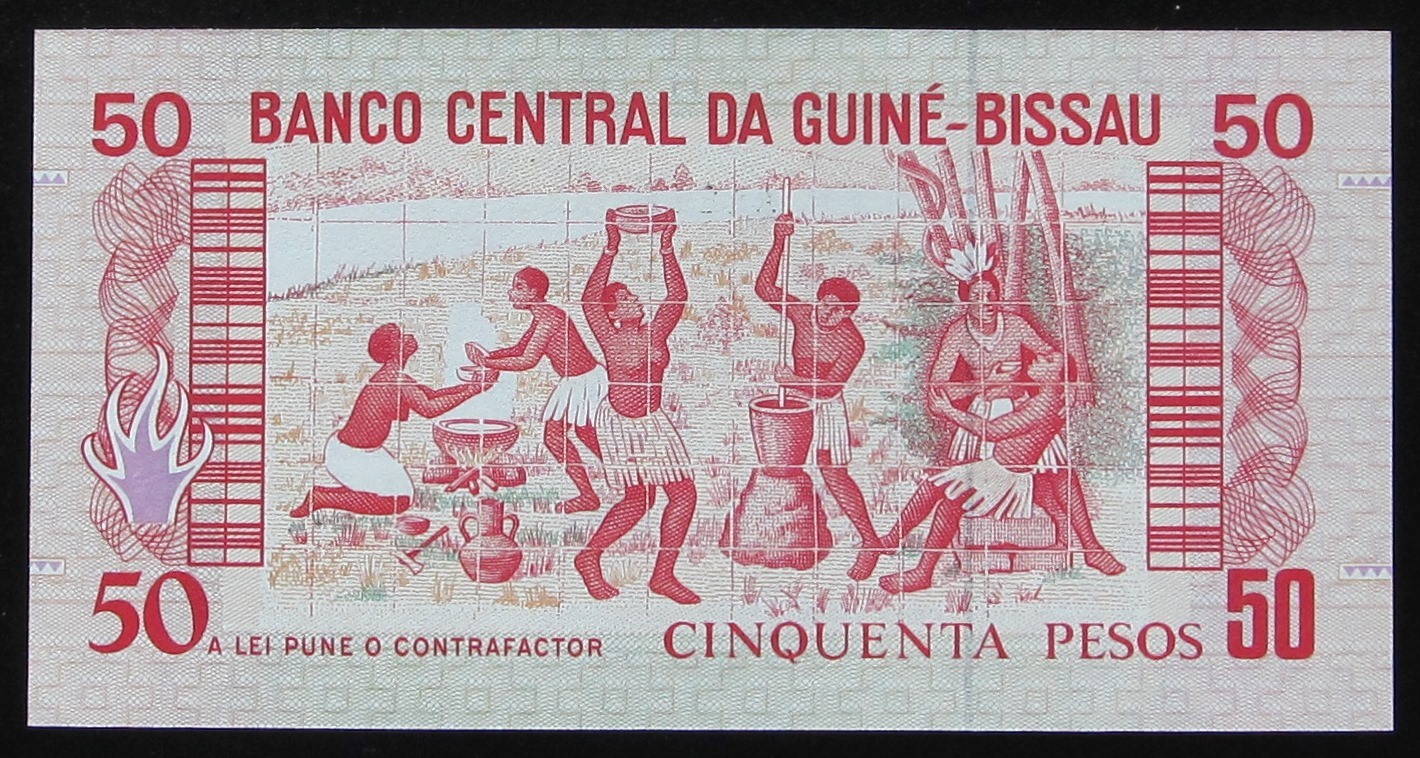 50 BANCO CENTRAL DA GUINÉ-BISSAU 50
50 A LEI PUNE O CONTRAFACTOR CINQUENTA PESOS 50